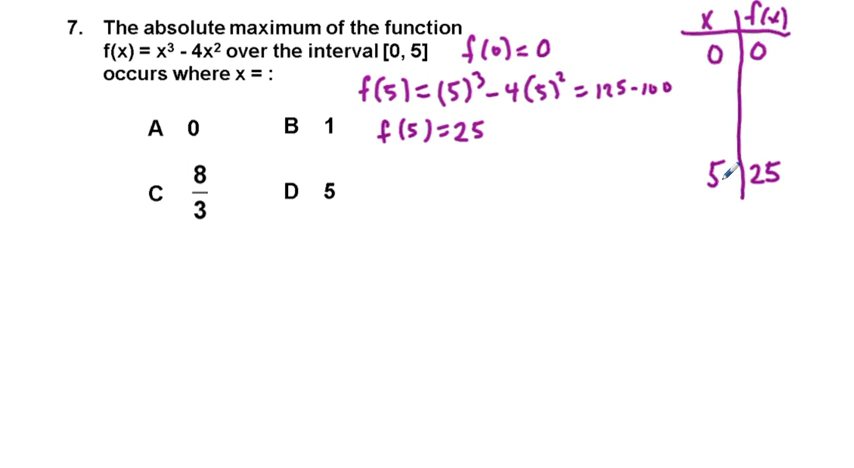 7. The absolute maximum of the function
f(x) = x³ - 4x² over the interval [0, 5]
occurs where x = :
f(0) = 0
f(5) = (5)³ - 4(5)² = 125 - 100
f(5) = 25
A 0 B 1
C 8/3 D 5
x f(x)
0 0
5 25